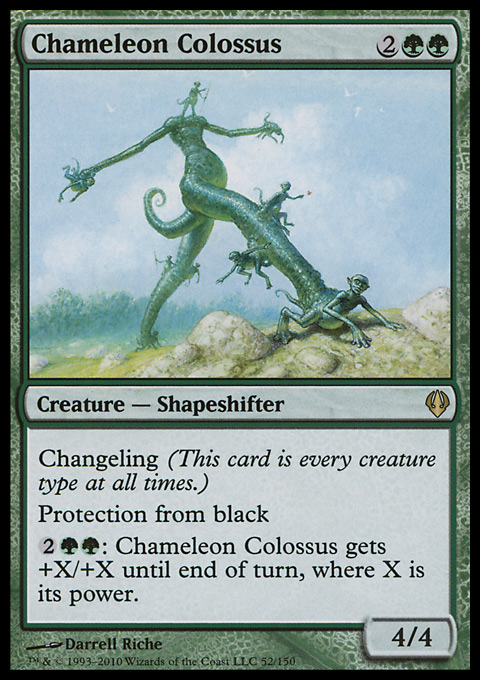 Chameleon Colossus 2
Creature — Shapeshifter
Changeling (This card is every creature
type at all times.)
Protection from black
2: Chameleon Colossus gets
+X/+X until end of turn, where X is
its power.
Darrell Riche
4/4
™ & © 1993–2010 Wizards of the Coast LLC 52/150